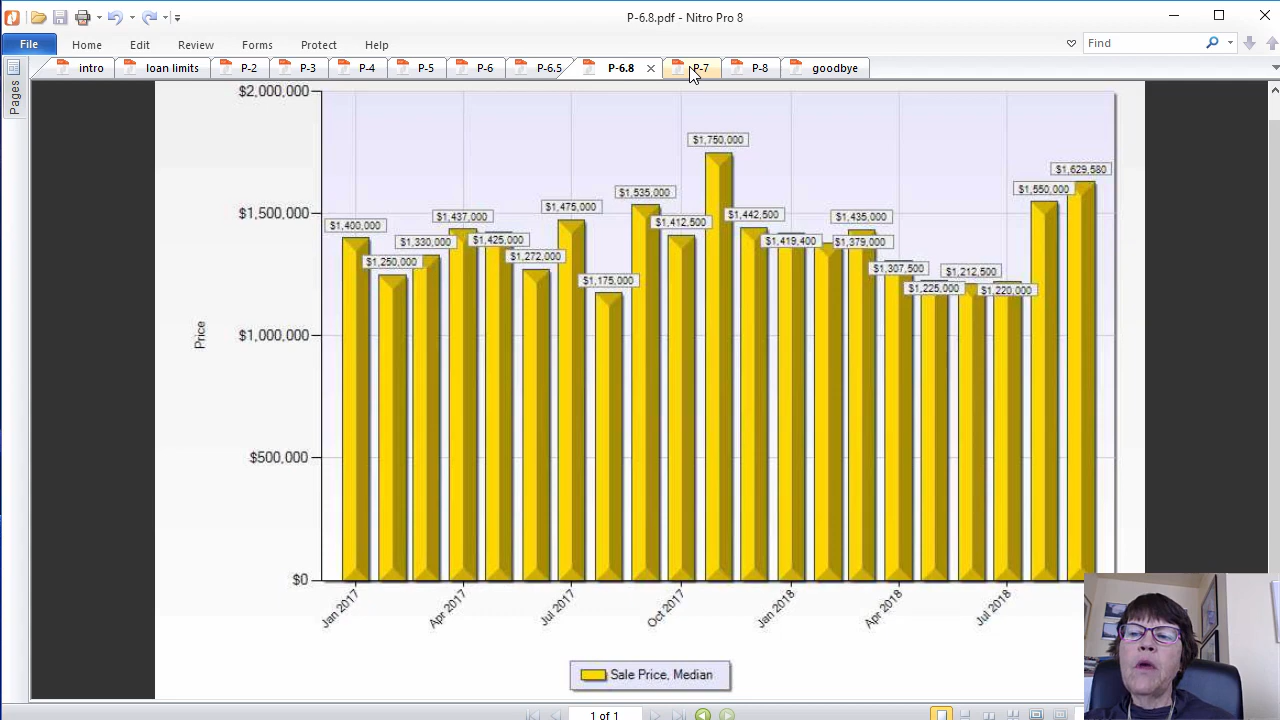 P-6.8.pdf - Nitro Pro 8
File Home Edit Review Forms Protect Help Find
intro loan limits P-2 P-3 P-4 P-5 P-6 P-6.5 P-6.8 P-7 P-8 goodbye
Pages
$2,000,000
$1,500,000
$1,000,000
$500,000
$0
Price
$1,400,000
$1,250,000
$1,330,000
$1,437,000
$1,425,000
$1,272,000
$1,475,000
$1,175,000
$1,535,000
$1,412,500
$1,750,000
$1,442,500
$1,419,400
$1,379,000
$1,435,000
$1,307,500
$1,225,000
$1,212,500
$1,220,000
$1,550,000
$1,629,580
Jan 2017
Apr 2017
Jul 2017
Oct 2017
Jan 2018
Apr 2018
Jul 2018
Sale Price, Median
1 of 1